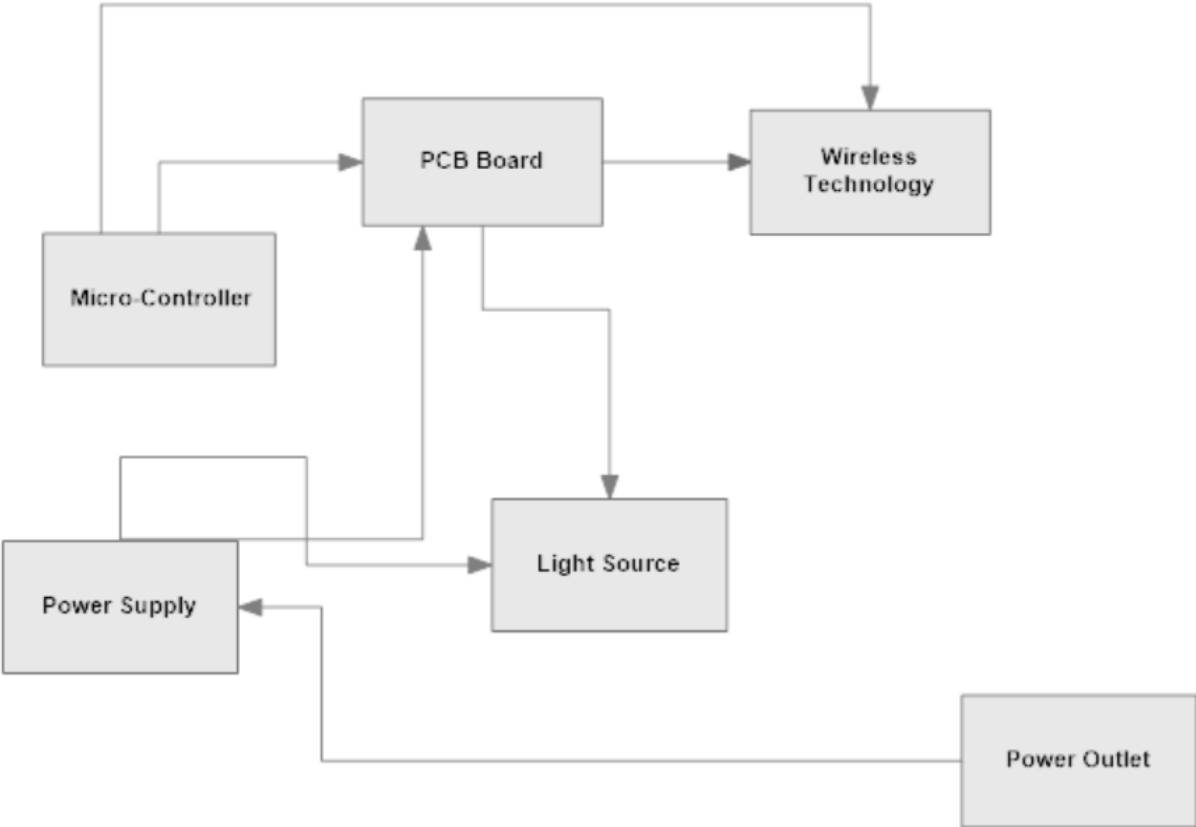 PCB Board
Wireless
Technology
Micro-Controller
Light Source
Power Supply
Power Outlet